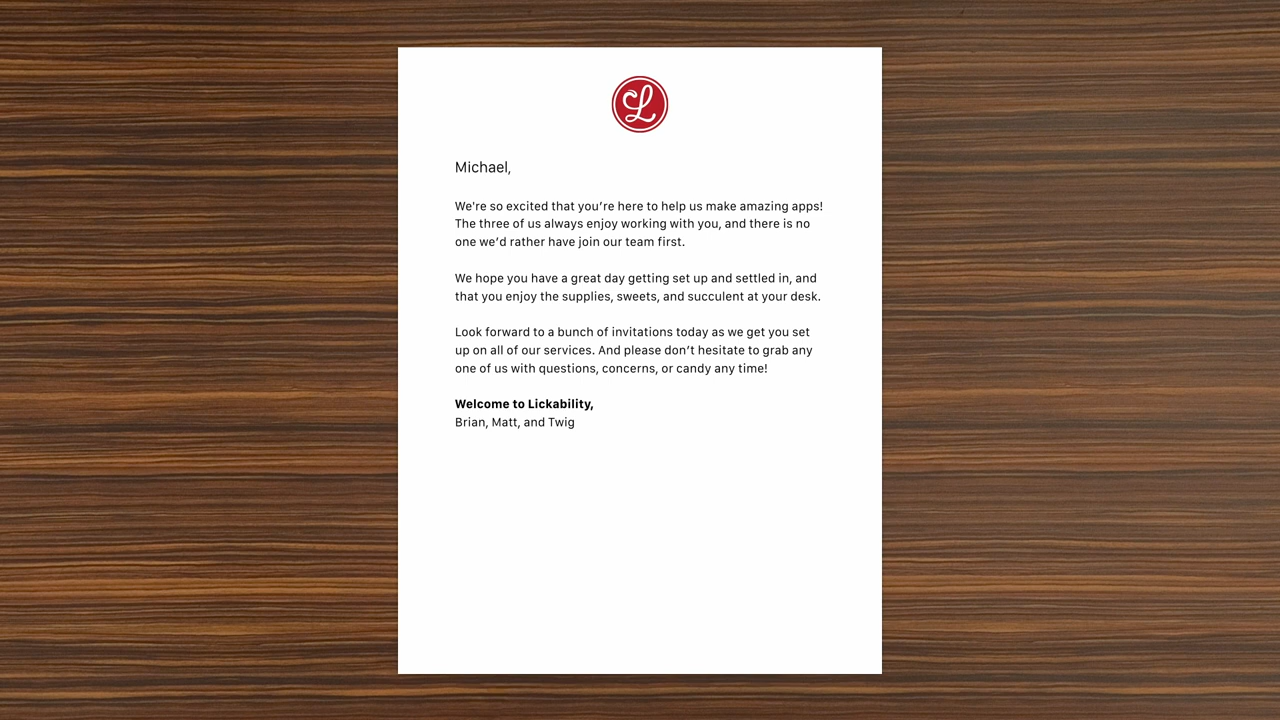 L
Michael,
We're so excited that you’re here to help us make amazing apps!
The three of us always enjoy working with you, and there is no
one we’d rather have join our team first.
We hope you have a great day getting set up and settled in, and
that you enjoy the supplies, sweets, and succulent at your desk.
Look forward to a bunch of invitations today as we get you set
up on all of our services. And please don’t hesitate to grab any
one of us with questions, concerns, or candy any time!
Welcome to Lickability,
Brian, Matt, and Twig